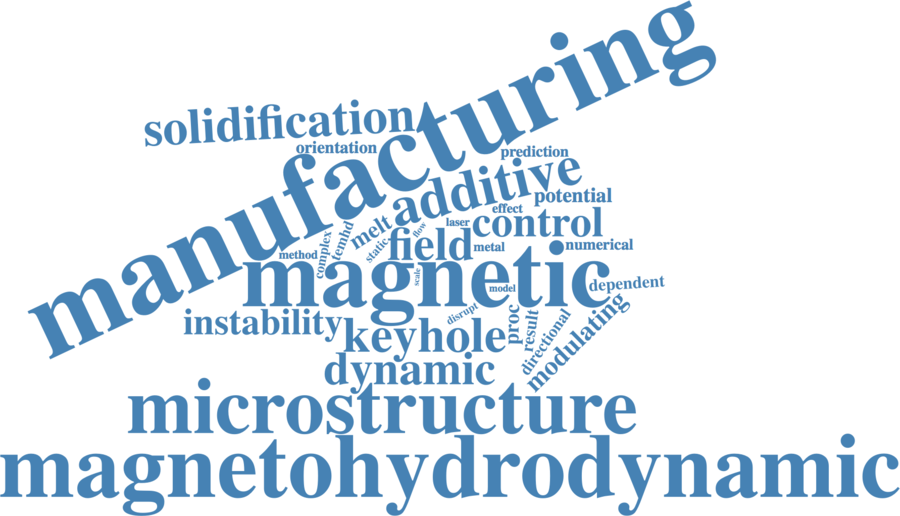 manufacturing
solidification
orientation
prediction
additive
potential
effect
laser
control
melt
flow
static
temhd
complex
method
field
metal
numerical
magnetic
scale
model
dependent
disrupt
instability
keyhole
proc
result
directional
modulating
dynamic
microstructure
magnetohydrodynamic